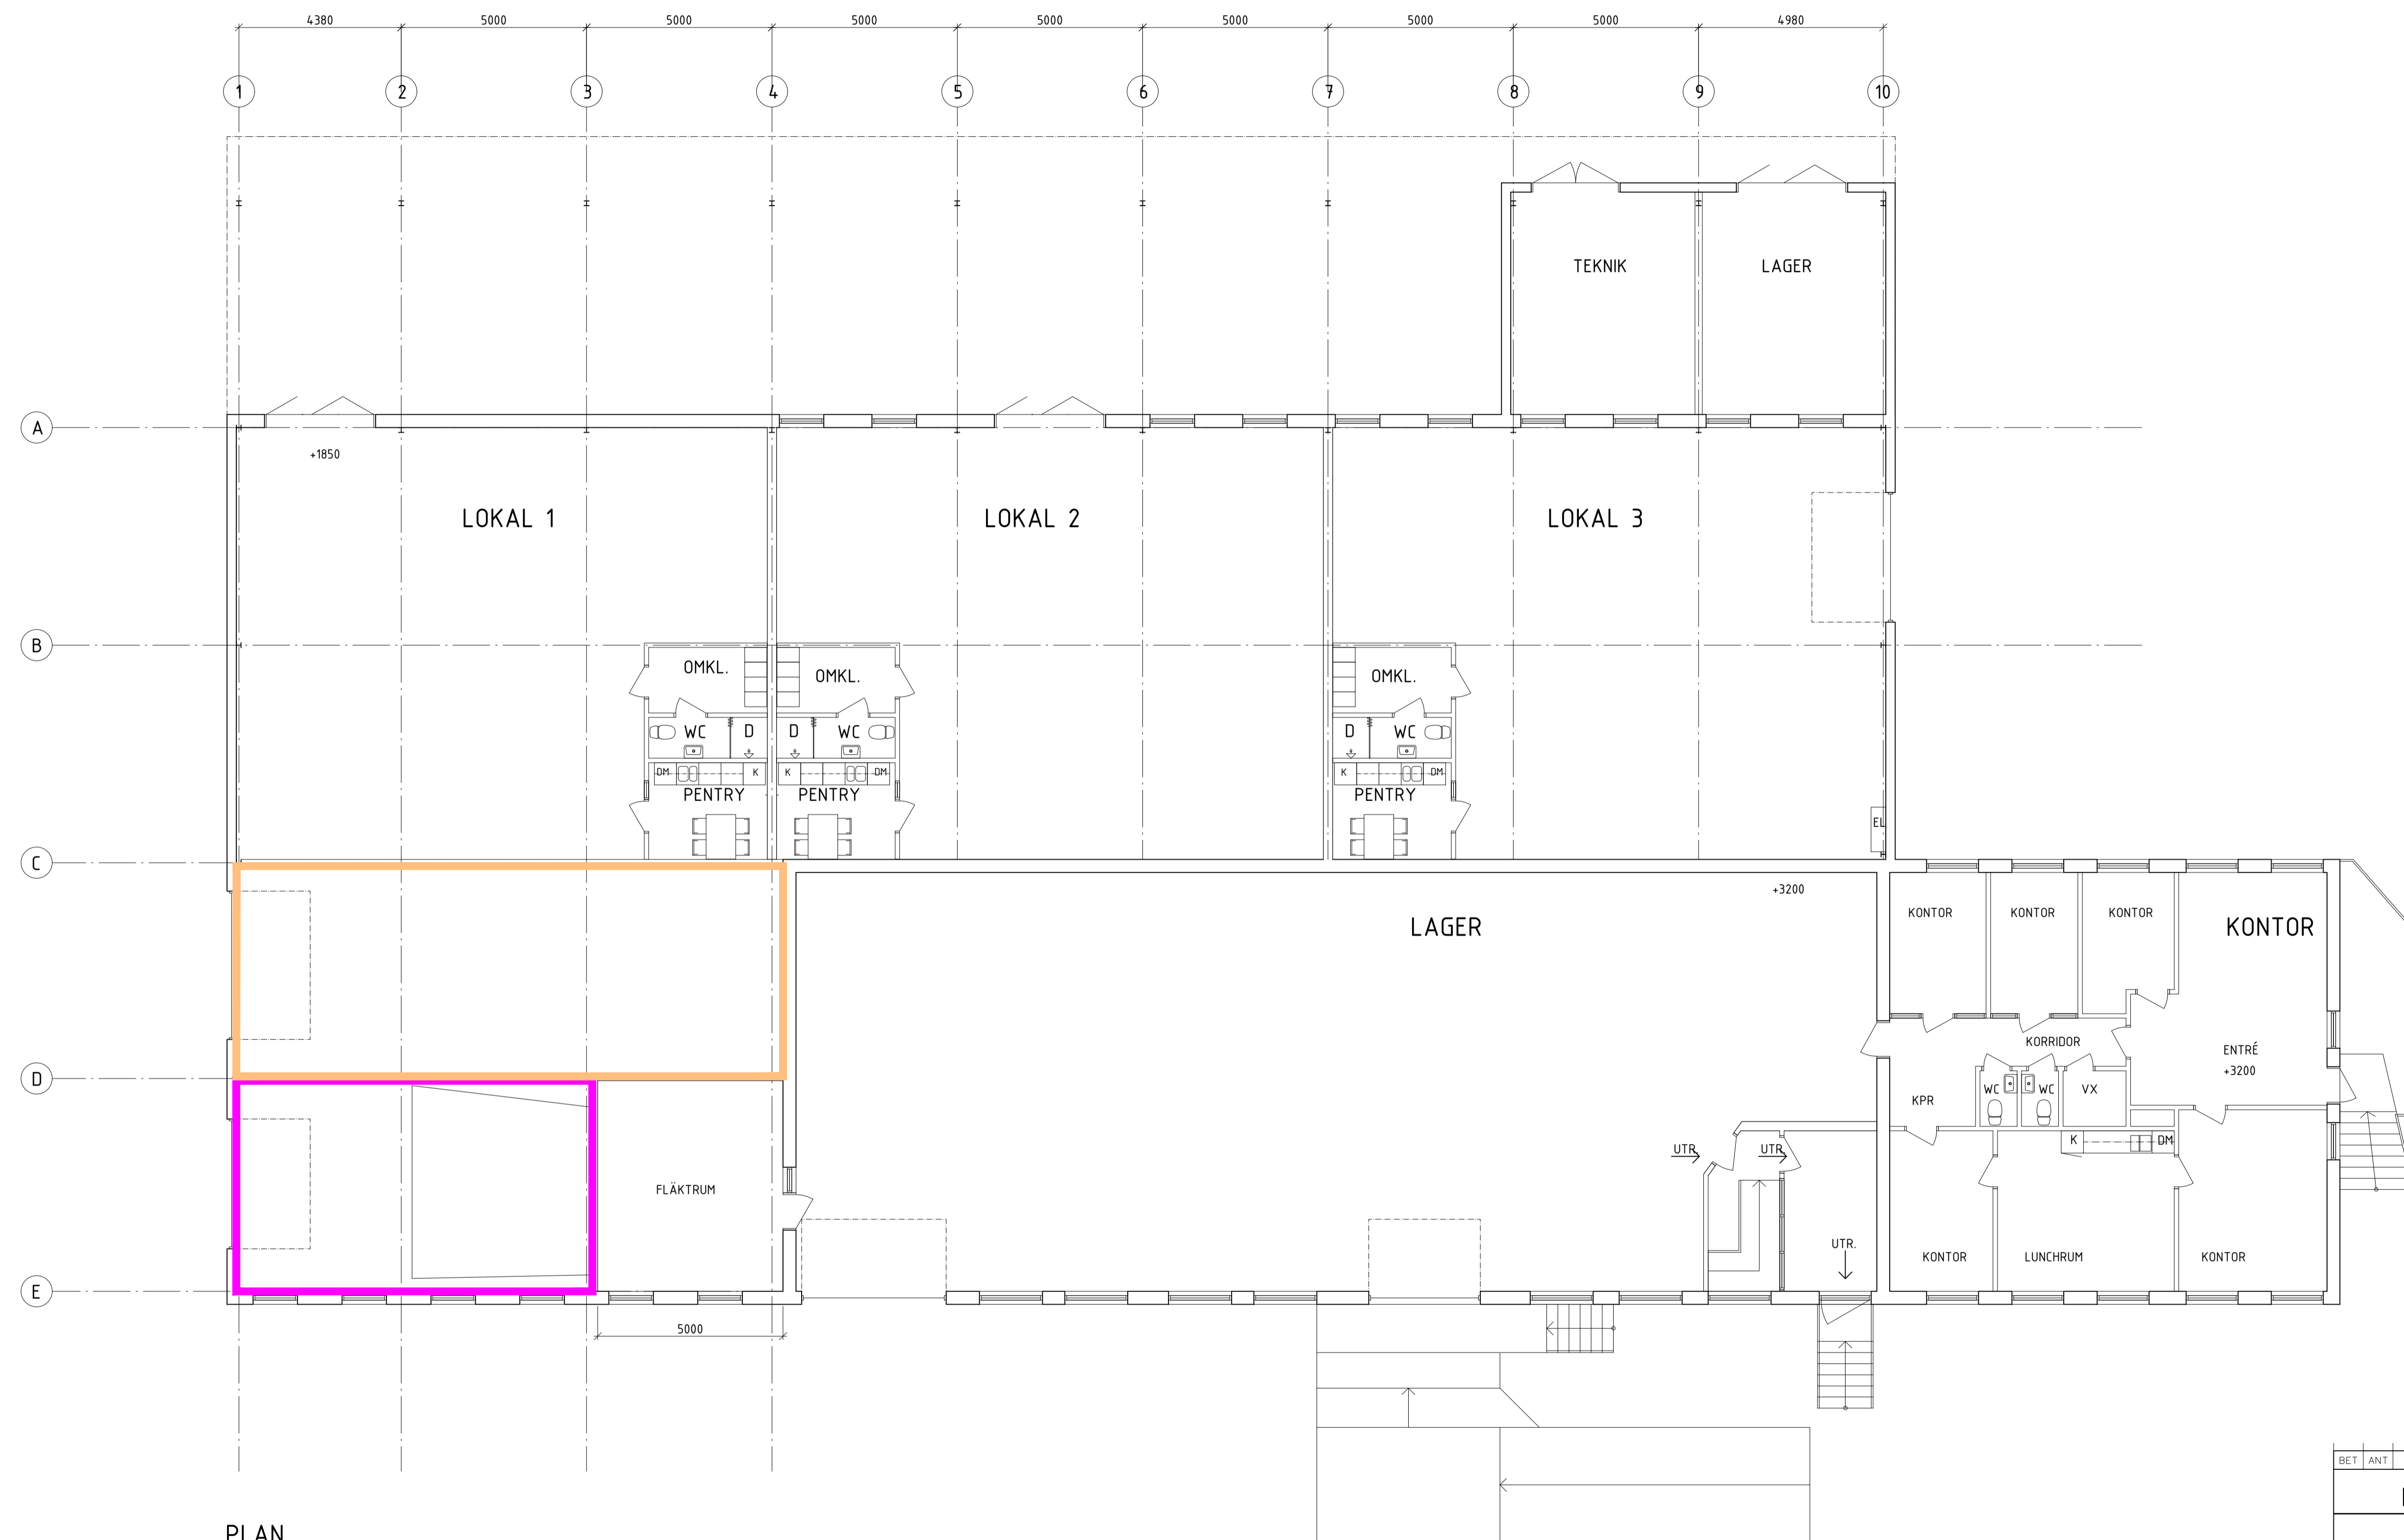 4380 5000 5000 5000 5000 5000 5000 5000 4980
1 2 3 4 5 6 7 8 9 10
TEKNIK LAGER
A
+1850
LOKAL 1 LOKAL 2 LOKAL 3
B
OMKL. OMKL. OMKL.
WC D D WC D WC
DM K K DM K DM
PENTRY PENTRY PENTRY
EL
C
+3200
KONTOR KONTOR KONTOR
LAGER KONTOR
KORRIDOR
ENTRÉ
+3200
D
WC WC VX
KPR
K DM
UTR. UTR.
FLÄKTRUM
UTR.
KONTOR LUNCHRUM KONTOR
E
5000
BET ANT
PLAN